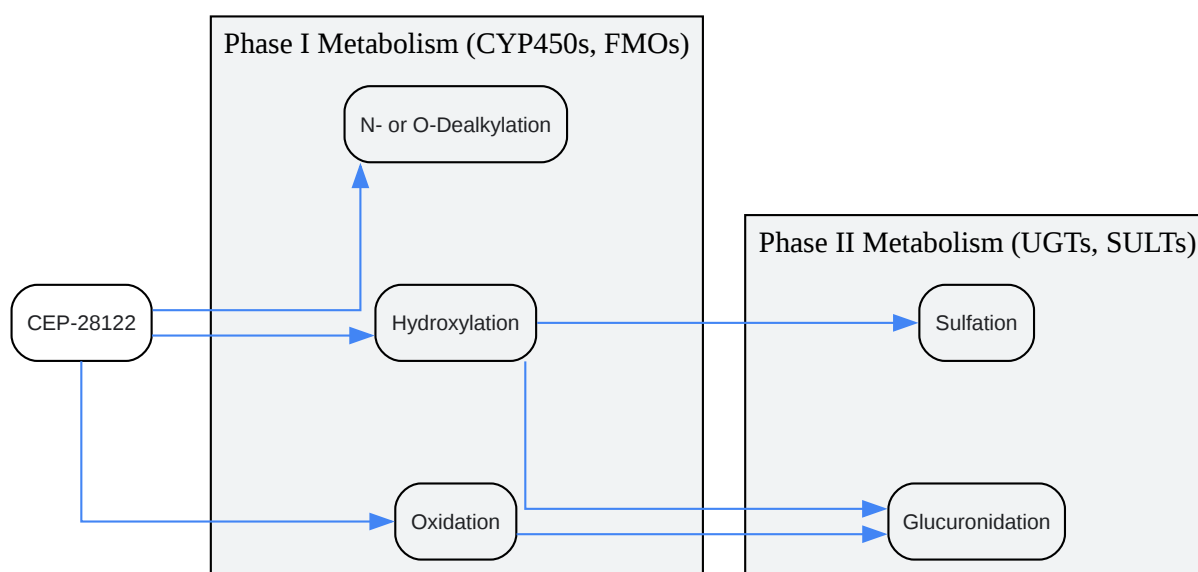 Phase I Metabolism (CYP450s, FMOs)
N- or O-Dealkylation
Phase II Metabolism (UGTs, SULTs)
CEP-28122
Hydroxylation
Sulfation
Oxidation
Glucuronidation